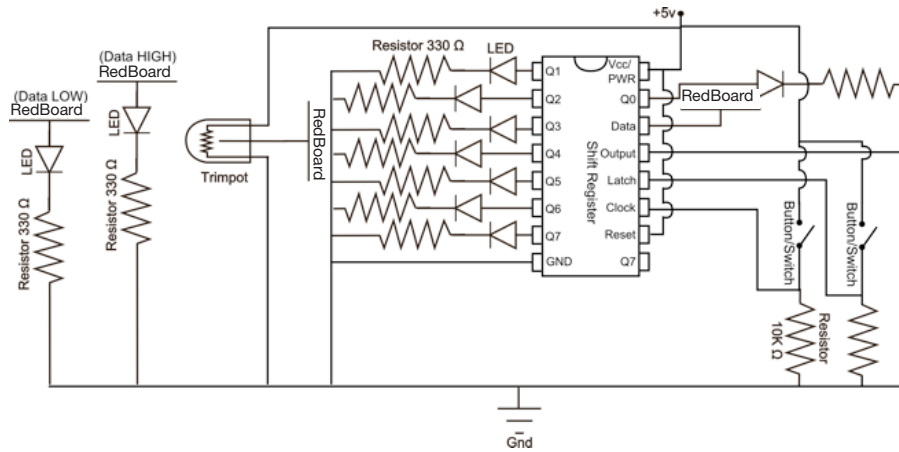 +5v
(Data HIGH)
RedBoard
(Data LOW)
RedBoard
LED
LED
Resistor 330 Ω
Resistor 330 Ω
Trimpot
RedBoard
Resistor 330 Ω
LED
Q1
Q2
Q3
Q4
Q5
Q6
Q7
GND
Shift Register
Vcc/
PWR
Q0
Data
Output
Latch
Clock
Reset
Q7
RedBoard
Button/Switch
Button/Switch
Resistor
10K Ω
Gnd